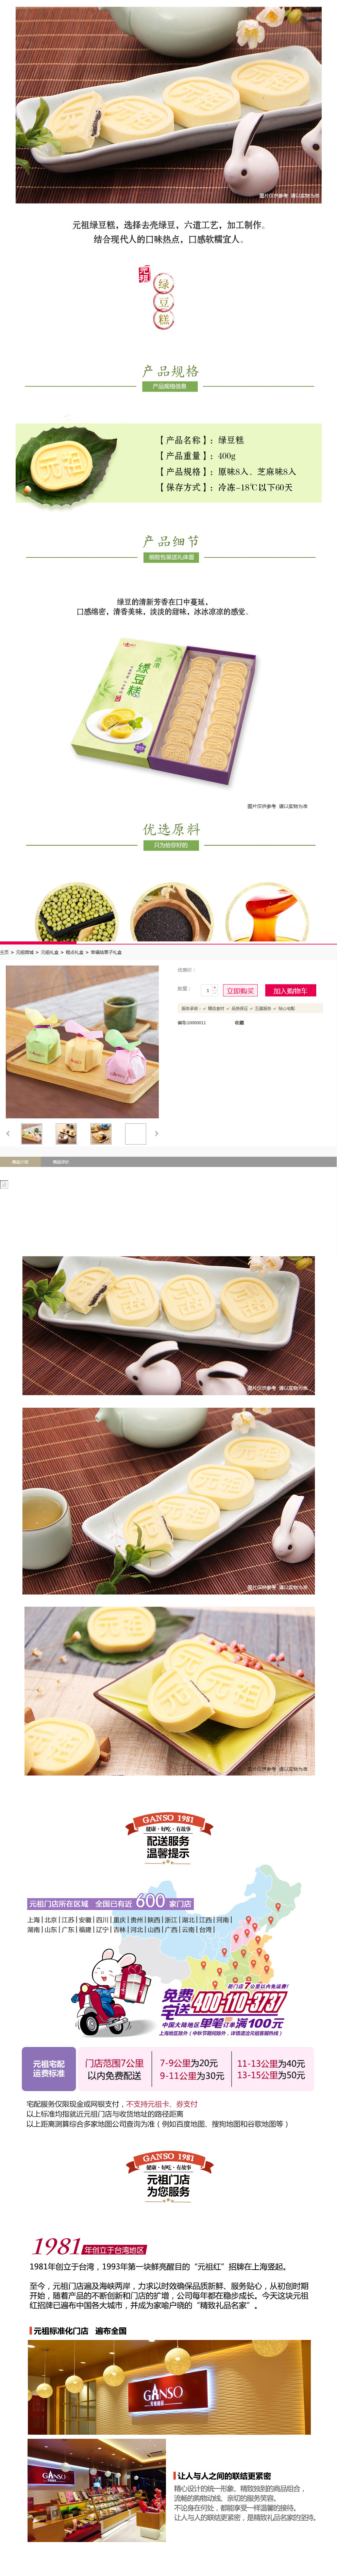 图片仅供参考 请以实物为准
元祖绿豆糕，选择去壳绿豆，六道工艺，加工制作。
结合现代人的口味热点，口感软糯宜人。
元祖
绿豆糕
产品规格
产品规格信息
元祖
【产品名称】：绿豆糕
【产品重量】：400g
【产品规格】：原味8入、芝麻味8入
【保存方式】：冷冻-18℃以下60天
产品细节
细致包装送礼体面
绿豆的清新芳香在口中蔓延，
口感绵密，清香美味，淡淡的甜味，冰冰凉凉的感觉。
绿豆糕
图片仅供参考 请以实物为准
优选原料
只为给你好的
主页 > 元祖商城 > 元祖礼盒 > 糕点礼盒 > 幸福结果子礼盒
优惠价：
数量：
1
立即购买
加入购物车
服务承诺：✓ 精选食材 ✓ 品质保证 ✓ 五星服务 ✓ 贴心宅配
编号:10000011
收藏
商品介绍
商品评价
图片仅供参考 请以实物为准
元祖
图片仅供参考 请以实物为准
元祖
图片仅供参考 请以实物为准
GANSO 1981
健康·好吃·有故事
配送服务
温馨提示
元祖门店所在区域 全国已有近600家门店
上海|北京|江苏|安徽|四川|重庆|贵州|陕西|浙江|湖北|江西|河南|
湖南|山东|广东|福建|辽宁|吉林|河北|山西|广西|云南|台湾|
距门店7公里以内免运费!
免费宅送 400-110-3737
中国大陆地区单笔订单满100元
上海地区除外（中秋节期间除外，详情请洽元祖客服热线）
元祖宅配
运费标准
门店范围7公里
以内免费配送
7-9公里为20元
9-11公里为30元
11-13公里为40元
13-15公里为50元
宅配服务仅限现金或网银支付，不支持元祖卡、券支付
以上标准均指就近元祖门店与收货地址的路径距离
以上距离测算综合多家地图公司查询为准（例如百度地图、搜狗地图和谷歌地图等）
GANSO 1981
健康·好吃·有故事
元祖门店
为您服务
1981年创立于台湾地区
1981年创立于台湾，1993年第一块鲜亮醒目的“元祖红”招牌在上海竖起。
至今，元祖门店遍及海峡两岸，力求以时效确保品质新鲜、服务贴心，从初创时期
开始，随着产品的不断创新和门店的扩增，公司每年都在稳步成长。今天这块元祖
红招牌已遍布中国各大城市，并成为家喻户晓的“精致礼品名家”。
元祖标准化门店 遍布全国
GANSO
GANSO
让人与人之间的联结更紧密
精心设计的统一形象、精致独到的商品组合，
流畅的购物动线、亲切的服务笑容。
不论身在何处，都能享受一样温馨的接待。
让人与人的联结更紧密，是精致礼品名家的坚持。